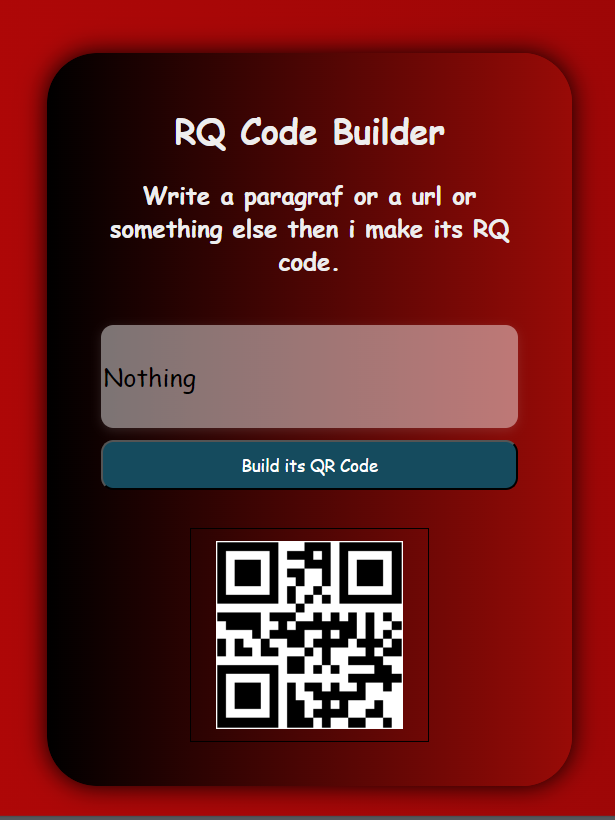 RQ Code Builder
Write a paragraf or a url or
something else then i make its RQ
code.
Nothing
Build its QR Code